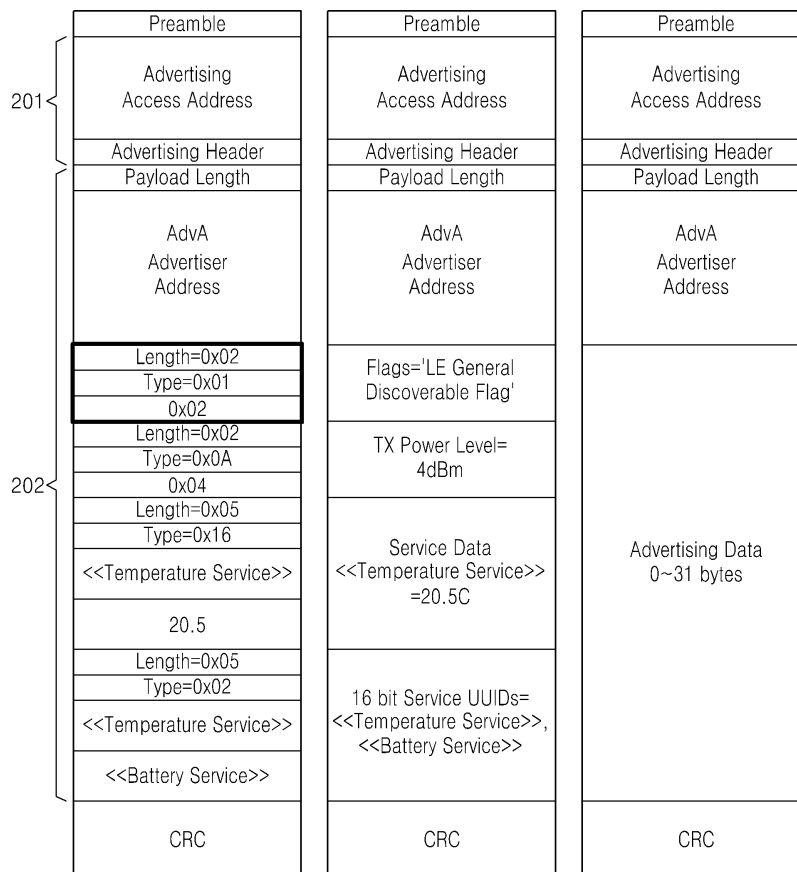 Preamble
Advertising
Access Address
Advertising Header
Payload Length
AdvA
Advertiser
Address
Length=0x02
Type=0x01
0x02
Length=0x02
Type=0x0A
0x04
Length=0x05
Type=0x16
<<Temperature Service>>
20.5
Length=0x05
Type=0x02
<<Temperature Service>>
<<Battery Service>>
CRC
201
202
Preamble
Advertising
Access Address
Advertising Header
Payload Length
AdvA
Advertiser
Address
Flags='LE General
Discoverable Flag'
TX Power Level=
4dBm
Service Data
<<Temperature Service>>
=20.5C
16 bit Service UUIDs=
<<Temperature Service>>,
<<Battery Service>>
CRC
Preamble
Advertising
Access Address
Advertising Header
Payload Length
AdvA
Advertiser
Address
Advertising Data
0~31 bytes
CRC